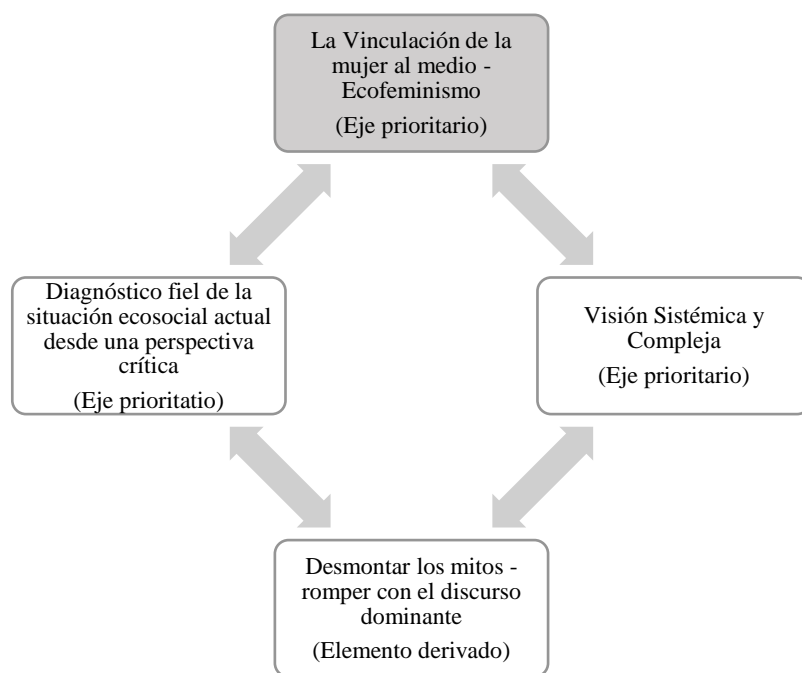 La Vinculación de la
mujer al medio -
Ecofeminismo
(Eje prioritario)
Diagnóstico fiel de la
situación ecosocial actual
desde una perspectiva
crítica
(Eje prioritatio)
Visión Sistémica y
Compleja
(Eje prioritario)
Desmontar los mitos -
romper con el discurso
dominante
(Elemento derivado)